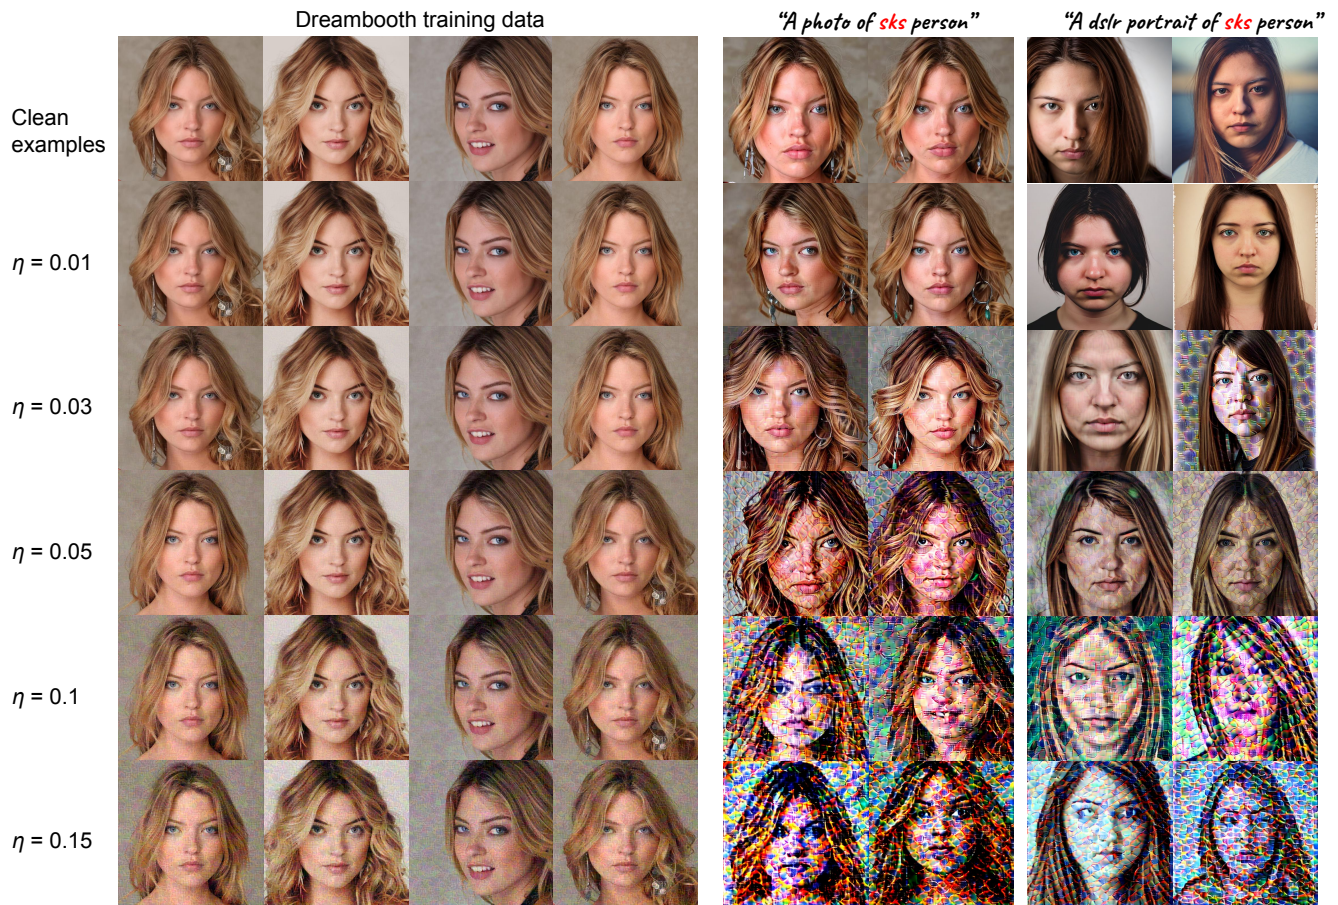 Dreambooth training data
“A photo of sks person”
“A dslr portrait of sks person”
Clean
examples
η = 0.01
η = 0.03
η = 0.05
η = 0.1
η = 0.15